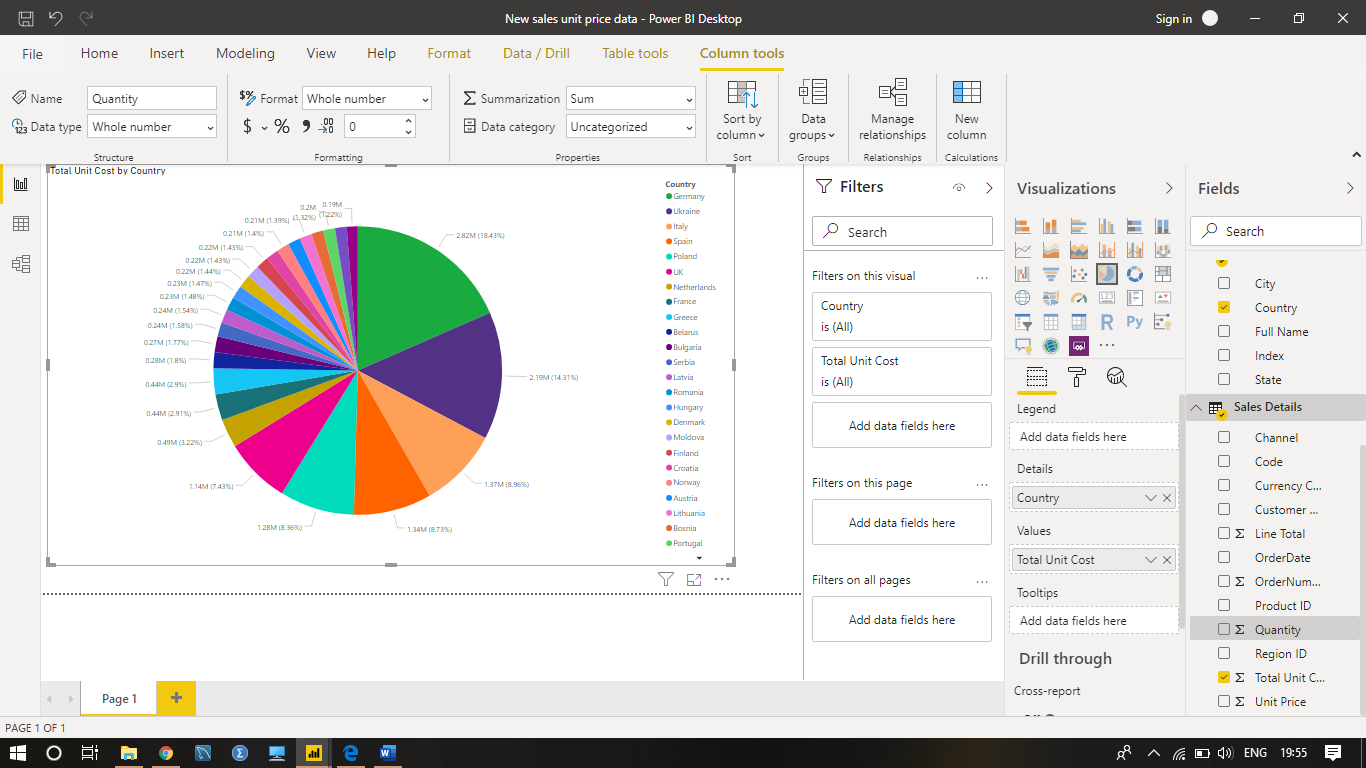 New sales unit price data - Power BI Desktop
Sign in
File Home Insert Modeling View Help Format Data / Drill Table tools Column tools
Name Quantity
Data type Whole number
Structure
Format Whole number
$ % 0
Formatting
Summarization Sum
Data category Uncategorized
Properties
Sort by
column
Sort
Data
groups
Groups
Manage
relationships
Relationships
New
column
Calculations
Total Unit Cost by Country
2.82M (18.43%)
2.19M (14.31%)
1.37M (8.96%)
1.34M (8.73%)
1.28M (8.36%)
1.14M (7.43%)
0.49M (3.22%)
0.44M (2.91%)
0.44M (2.9%)
0.28M (1.8%)
0.27M (1.77%)
0.24M (1.58%)
0.24M (1.54%)
0.23M (1.48%)
0.23M (1.47%)
0.22M (1.44%)
0.22M (1.43%)
0.22M (1.43%)
0.21M (1.4%)
0.21M (1.39%)
0.2M
(1.32%)
0.19M
(1.22%)
Country
Germany
Ukraine
Italy
Spain
Poland
UK
Netherlands
France
Greece
Belarus
Bulgaria
Serbia
Latvia
Romania
Hungary
Denmark
Moldova
Finland
Croatia
Norway
Austria
Lithuania
Bosnia
Portugal
Filters
Search
Filters on this visual
Country
is (All)
Total Unit Cost
is (All)
Add data fields here
Filters on this page
Add data fields here
Filters on all pages
Add data fields here
Visualizations
123
R Py
Legend
Add data fields here
Details
Country
Values
Total Unit Cost
Tooltips
Add data fields here
Drill through
Cross-report
Fields
Search
City
Country
Full Name
Index
State
Sales Details
Channel
Code
Currency C...
Customer ...
Line Total
OrderDate
OrderNum...
Product ID
Quantity
Region ID
Total Unit C...
Unit Price
Page 1
PAGE 1 OF 1
ENG 19:55